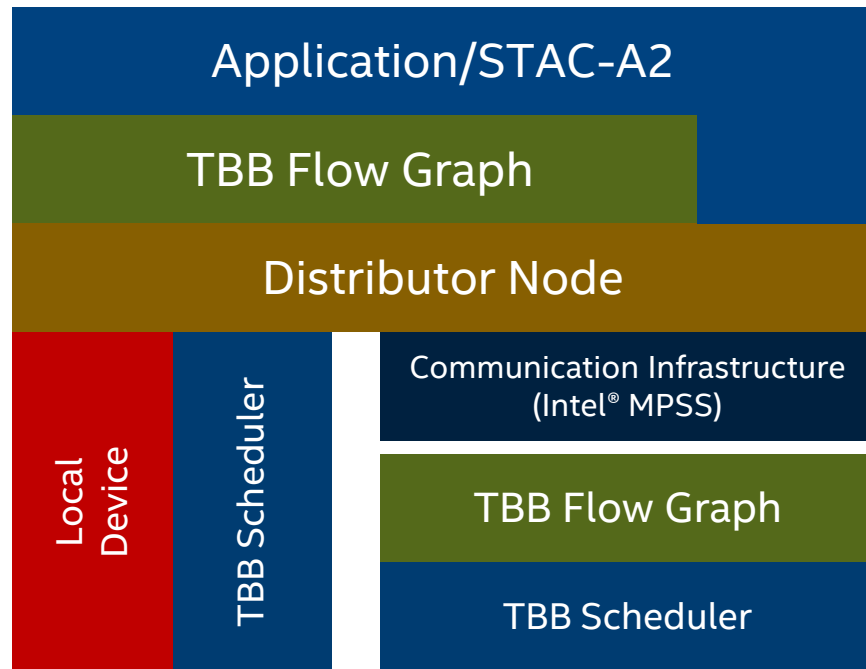 Application/STAC-A2
TBB Flow Graph
Distributor Node
Local
Device
TBB Scheduler
Communication Infrastructure
(Intel® MPSS)
TBB Flow Graph
TBB Scheduler